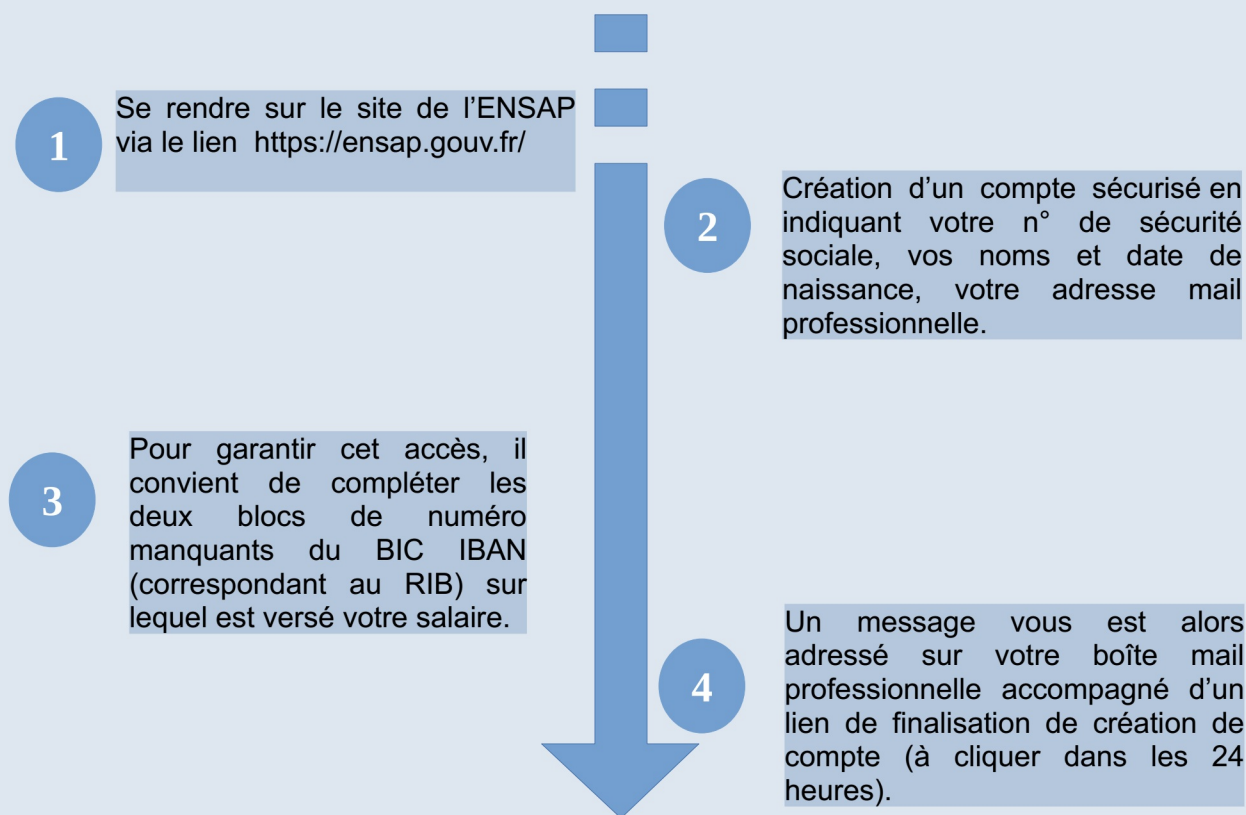 1
Se rendre sur le site de l’ENSAP
via le lien https://ensap.gouv.fr/
2
Création d’un compte sécurisé en
indiquant votre n° de sécurité
sociale, vos noms et date de
naissance, votre adresse mail
professionnelle.
3
Pour garantir cet accès, il
convient de compléter les
deux blocs de numéro
manquants du BIC IBAN
(correspondant au RIB) sur
lequel est versé votre salaire.
4
Un message vous est alors
adressé sur votre boîte mail
professionnelle accompagné d’un
lien de finalisation de création de
compte (à cliquer dans les 24
heures).